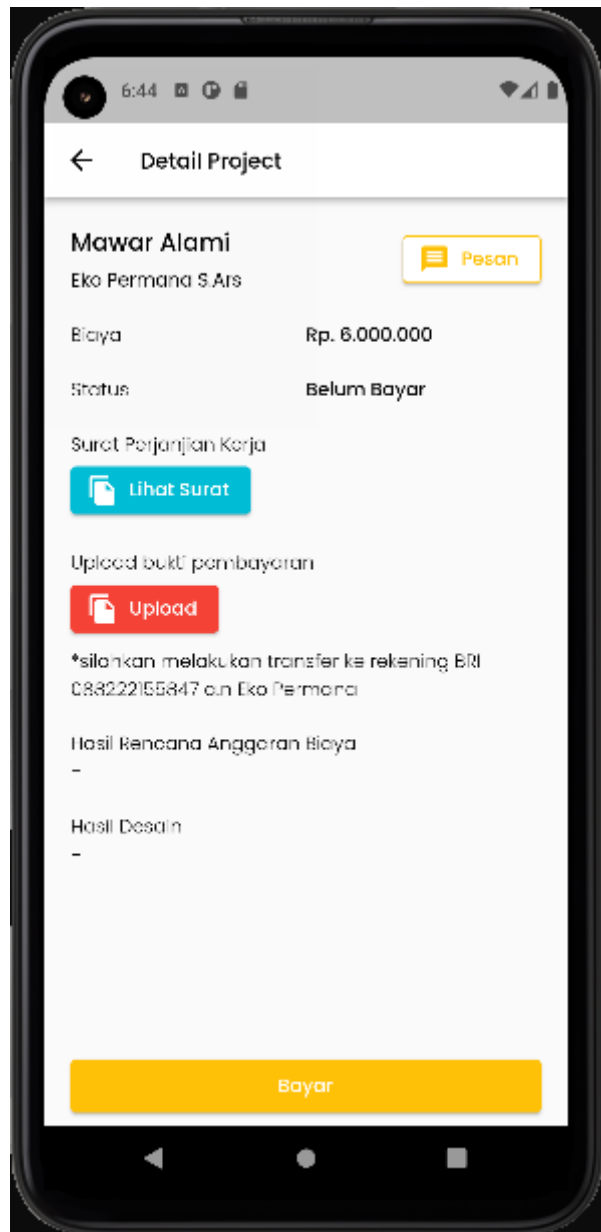 6:44
Detail Project
Mawar Alami
Pesan
Eko Permana S.Ars
Biaya Rp. 6.000.000
Status Belum Bayar
Surat Perjanjian Kerja
Lihat Surat
Upload bukti pembayaran
Upload
*silahkan melakukan transfer ke rekening BRI
a.n Eko Permana
Hasil Rencana Anggaran Biaya
-
Hasil Desain
-
Bayar